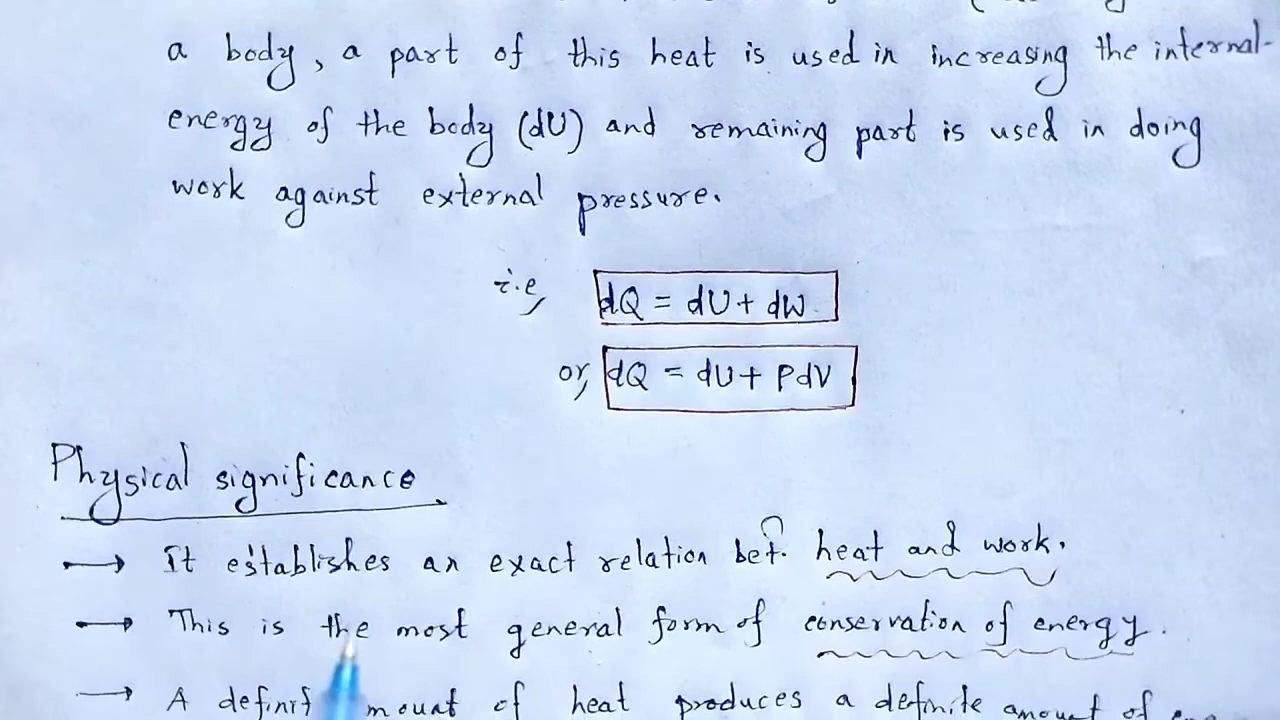 a body, a part of this heat is used in increasing the internal-
energy of the body (dU) and remaining part is used in doing
work against external pressure.
i.e, dQ = dU + dW
or, dQ = dU + PdV
Physical significance
→ It establishes an exact relation bet. heat and work.
→ This is the most general form of conservation of energy.
→ A of heat produces a definite amount of